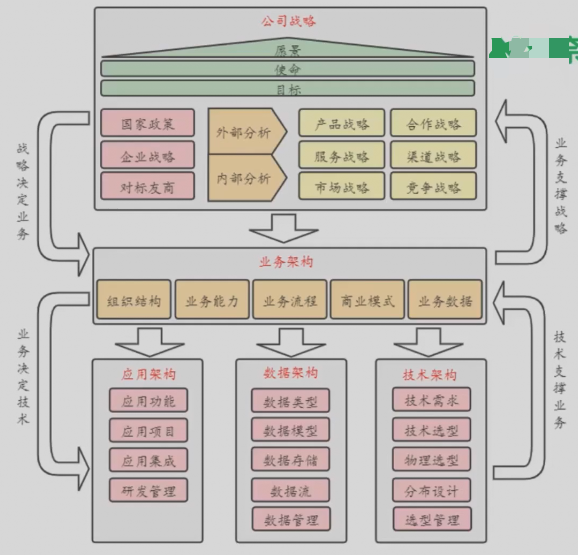 公司战略
愿景
使命
目标
国家政策
企业战略
对标友商
外部分析
内部分析
产品战略
合作战略
服务战略
渠道战略
市场战略
竞争战略
战略决定业务
业务支撑战略
业务架构
组织结构
业务能力
业务流程
商业模式
业务数据
业务决定技术
技术支撑业务
应用架构
应用功能
应用项目
应用集成
研发管理
数据架构
数据类型
数据模型
数据存储
数据流
数据管理
技术架构
技术需求
技术选型
物理选型
分布设计
选型管理